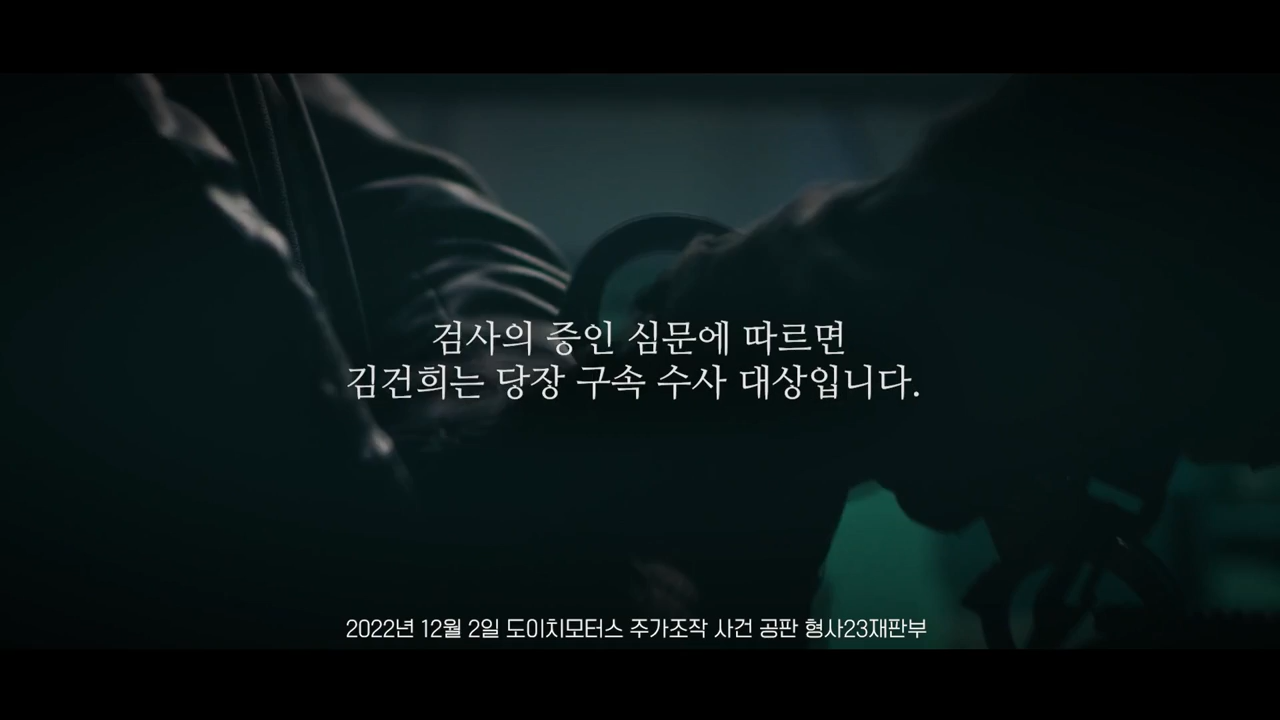 검사의 증인 심문에 따르면
김건희는 당장 구속 수사 대상입니다.
2022년 12월 2일 도이치모터스 주가조작 사건 공판 형사23재판부